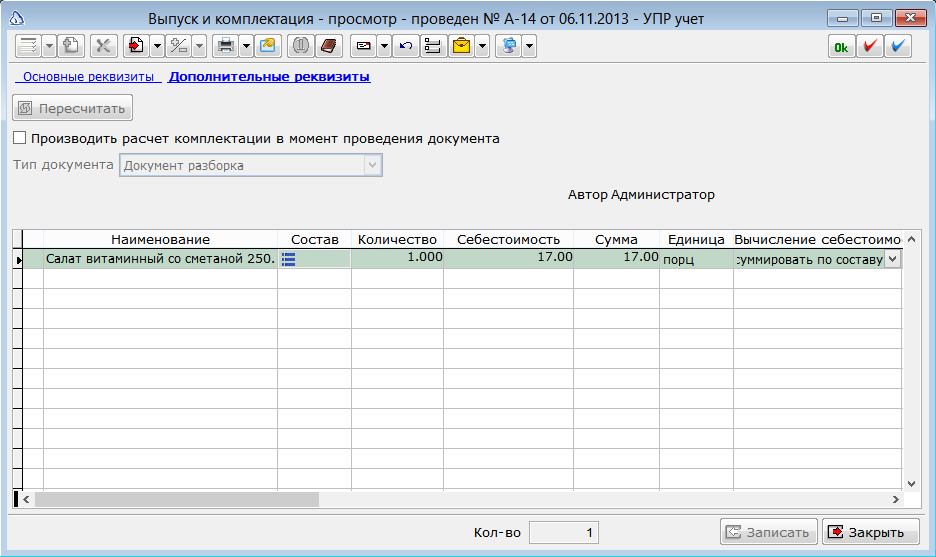 Выпуск и комплектация - просмотр - проведен № А-14 от 06.11.2013 - УПР учет
Ok
Основные реквизиты Дополнительные реквизиты
Пересчитать
Производить расчет комплектации в момент проведения документа
Тип документа Документ разборка
Автор Администратор
Наименование Состав Количество Себестоимость Сумма Единица Вычисление себестоимо
Салат витаминный со сметаной 250. 1.000 17.00 17.00 порц суммировать по составу
Кол-во 1 Записать Закрыть